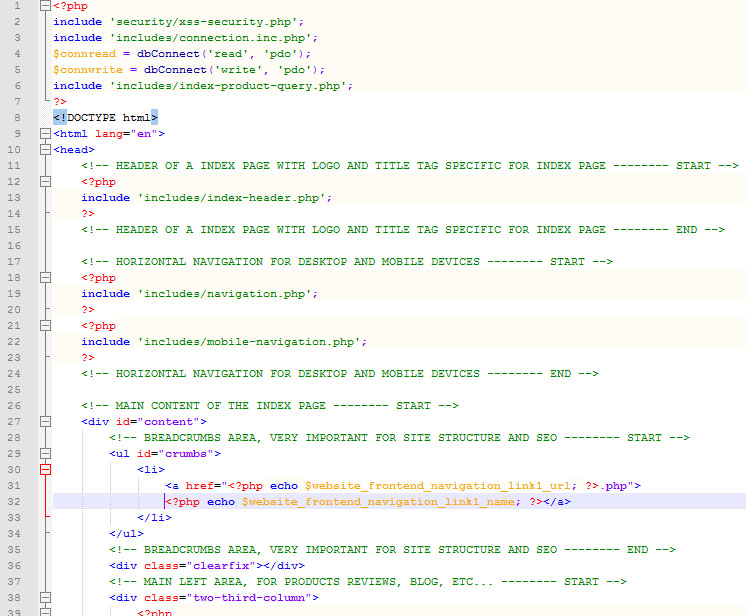 1 <?php
2 include 'security/xss-security.php';
3 include 'includes/connection.inc.php';
4 $connread = dbConnect('read', 'pdo');
5 $connwrite = dbConnect('write', 'pdo');
6 include 'includes/index-product-query.php';
7 ?>
8 <!DOCTYPE html>
9 <html lang="en">
10 <head>
11 <!-- HEADER OF A INDEX PAGE WITH LOGO AND TITLE TAG SPECIFIC FOR INDEX PAGE -------- START -->
12 <?php
13 include 'includes/index-header.php';
14 ?>
15 <!-- HEADER OF A INDEX PAGE WITH LOGO AND TITLE TAG SPECIFIC FOR INDEX PAGE -------- END -->
16
17 <!-- HORIZONTAL NAVIGATION FOR DESKTOP AND MOBILE DEVICES -------- START -->
18 <?php
19 include 'includes/navigation.php';
20 ?>
21 <?php
22 include 'includes/mobile-navigation.php';
23 ?>
24 <!-- HORIZONTAL NAVIGATION FOR DESKTOP AND MOBILE DEVICES -------- END -->
25
26 <!-- MAIN CONTENT OF THE INDEX PAGE -------- START -->
27 <div id="content">
28 <!-- BREADCRUMBS AREA, VERY IMPORTANT FOR SITE STRUCTURE AND SEO -------- START -->
29 <ul id="crumbs">
30 <li>
31 <a href="<?php echo $website_frontend_navigation_link1_url; ?>.php">
32 <?php echo $website_frontend_navigation_link1_name; ?></a>
33 </li>
34 </ul>
35 <!-- BREADCRUMBS AREA, VERY IMPORTANT FOR SITE STRUCTURE AND SEO -------- END -->
36 <div class="clearfix"></div>
37 <!-- MAIN LEFT AREA, FOR PRODUCTS REVIEWS, BLOG, ETC... -------- START -->
38 <div class="two-third-column">
39 <?php